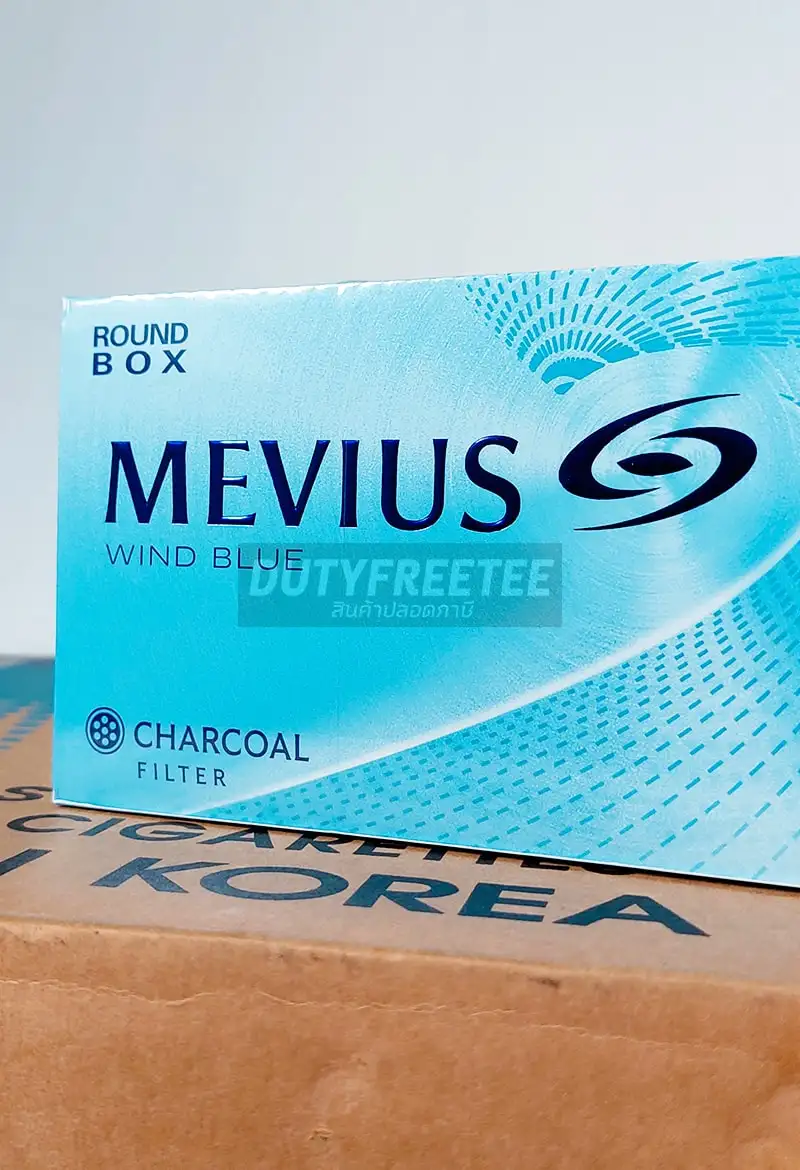 ROUND
BOX
MEVIUS
WIND BLUE
DUTYFREETEE
สินค้าปลอดภาษี
CHARCOAL
FILTER
CIGARETTES
KOREA